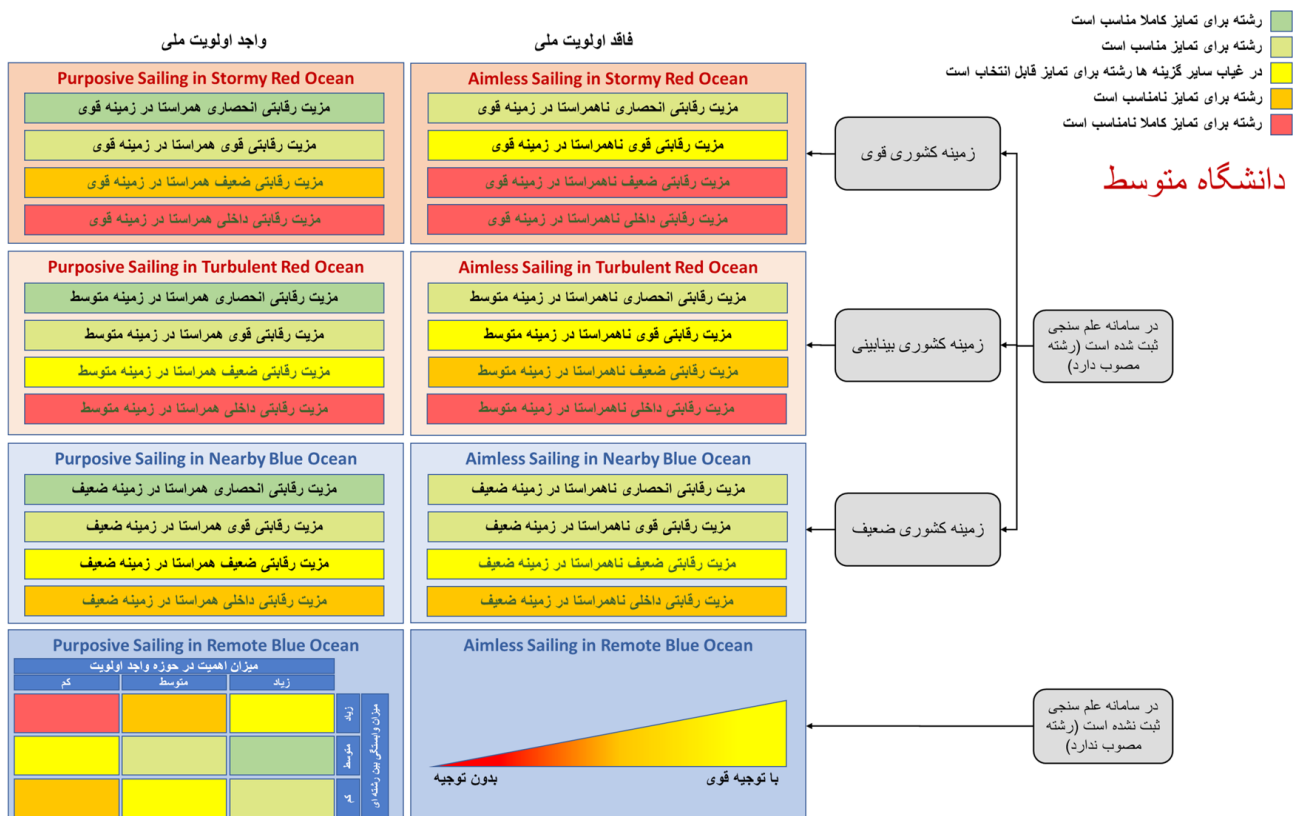 رشته برای تمایز کاملا مناسب است
رشته برای تمایز مناسب است
در غیاب سایر گزینه ها رشته برای تمایز قابل انتخاب است
رشته برای تمایز نامناسب است
رشته برای تمایز کاملا نامناسب است
دانشگاه متوسط
در سامانه علم سنجی
ثبت شده است (رشته
مصوب دارد)
در سامانه علم سنجی
ثبت نشده است (رشته
مصوب ندارد)
زمینه کشوری قوی
زمینه کشوری بینابینی
زمینه کشوری ضعیف
فاقد اولویت ملی
Aimless Sailing in Stormy Red Ocean
مزیت رقابتی انحصاری ناهمراستا در زمینه قوی
مزیت رقابتی قوی ناهمراستا در زمینه قوی
مزیت رقابتی ضعیف ناهمراستا در زمینه قوی
مزیت رقابتی داخلی ناهمراستا در زمینه قوی
Aimless Sailing in Turbulent Red Ocean
مزیت رقابتی انحصاری ناهمراستا در زمینه متوسط
مزیت رقابتی قوی ناهمراستا در زمینه متوسط
مزیت رقابتی ضعیف ناهمراستا در زمینه متوسط
مزیت رقابتی داخلی ناهمراستا در زمینه متوسط
Aimless Sailing in Nearby Blue Ocean
مزیت رقابتی انحصاری ناهمراستا در زمینه ضعیف
مزیت رقابتی قوی ناهمراستا در زمینه ضعیف
مزیت رقابتی ضعیف ناهمراستا در زمینه ضعیف
مزیت رقابتی داخلی ناهمراستا در زمینه ضعیف
Aimless Sailing in Remote Blue Ocean
با توجیه قوی
بدون توجیه
واجد اولویت ملی
Purposive Sailing in Stormy Red Ocean
مزیت رقابتی انحصاری همراستا در زمینه قوی
مزیت رقابتی قوی همراستا در زمینه قوی
مزیت رقابتی ضعیف همراستا در زمینه قوی
مزیت رقابتی داخلی همراستا در زمینه قوی
Purposive Sailing in Turbulent Red Ocean
مزیت رقابتی انحصاری همراستا در زمینه متوسط
مزیت رقابتی قوی همراستا در زمینه متوسط
مزیت رقابتی ضعیف همراستا در زمینه متوسط
مزیت رقابتی داخلی همراستا در زمینه متوسط
Purposive Sailing in Nearby Blue Ocean
مزیت رقابتی انحصاری همراستا در زمینه ضعیف
مزیت رقابتی قوی همراستا در زمینه ضعیف
مزیت رقابتی ضعیف همراستا در زمینه ضعیف
مزیت رقابتی داخلی همراستا در زمینه ضعیف
Purposive Sailing in Remote Blue Ocean
میزان اهمیت در حوزه واجد اولویت
زیاد
متوسط
کم
میزان وابستگی بین رشته ای
زیاد
متوسط
کم